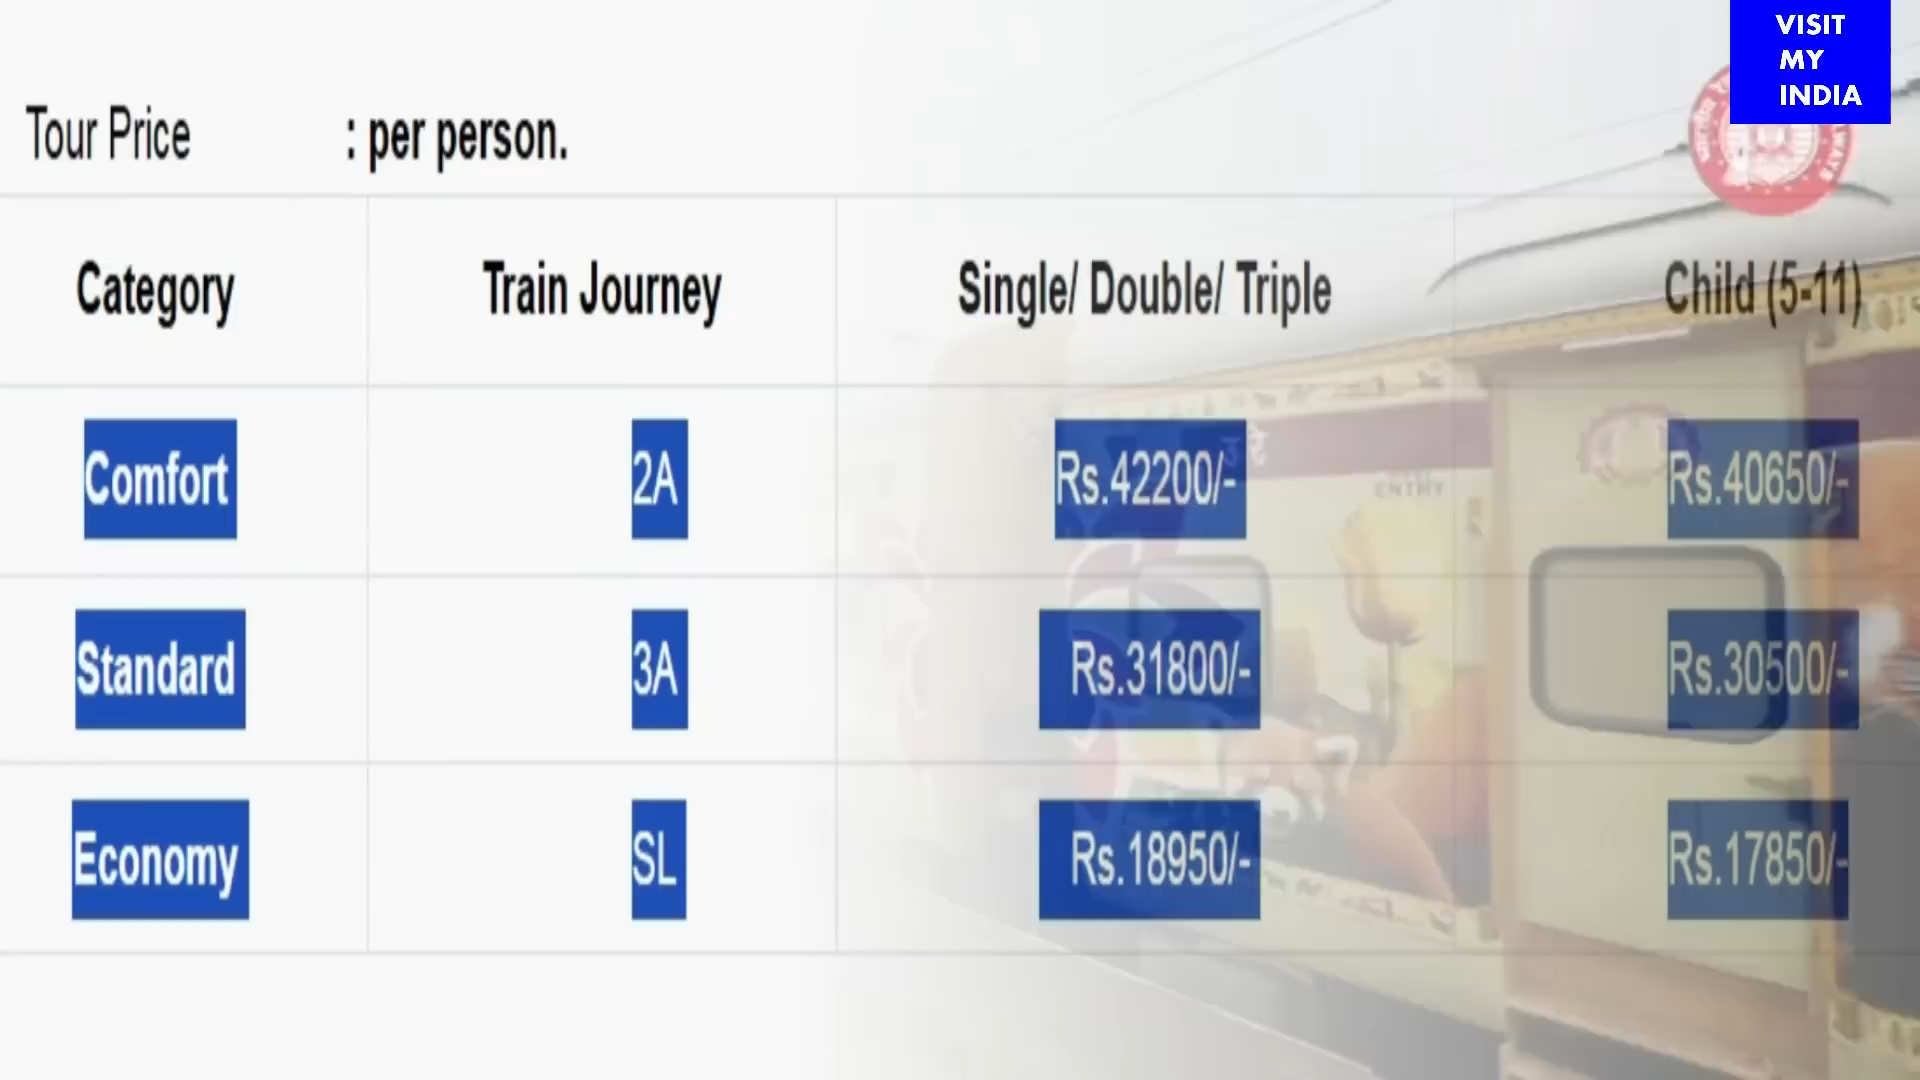 VISIT
MY
INDIA
Tour Price : per person.
Category Train Journey Single/ Double/ Triple Child (5-11)
Comfort 2A Rs.42200/- Rs.40650/-
Standard 3A Rs.31800/- Rs.30500/-
Economy SL Rs.18950/- Rs.17850/-
ENTRY